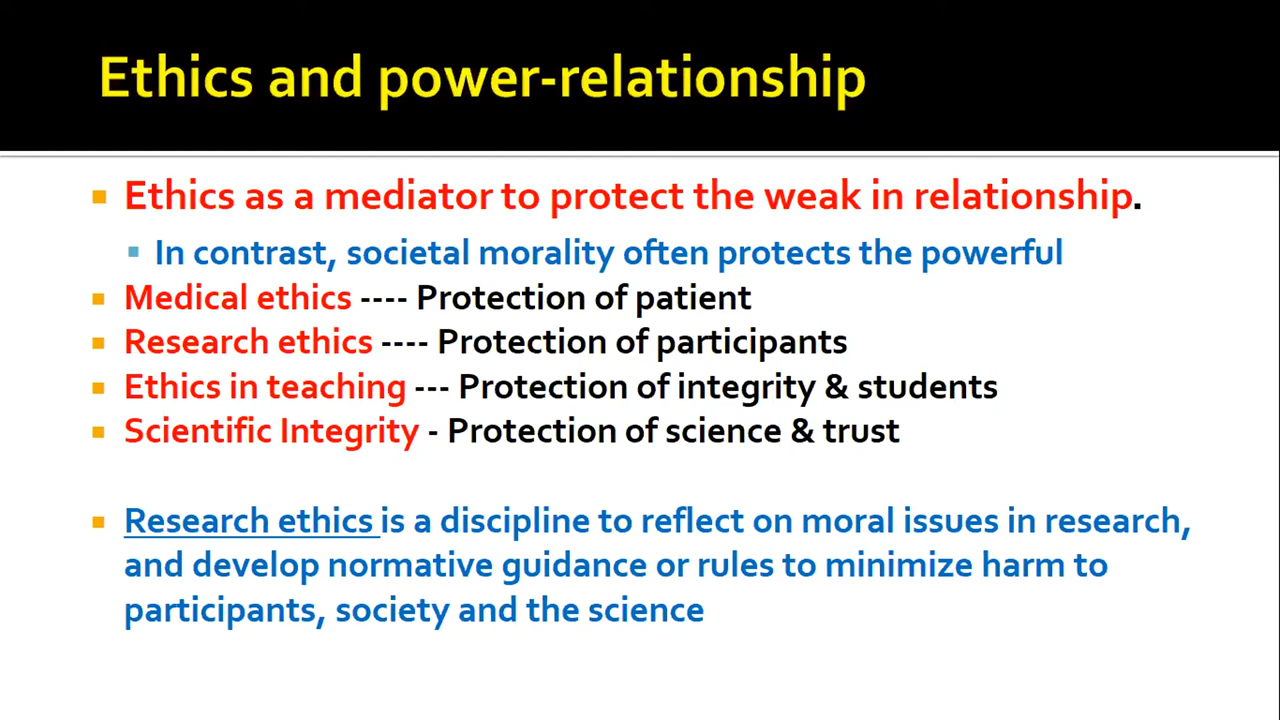 Ethics and power-relationship
Ethics as a mediator to protect the weak in relationship.
In contrast, societal morality often protects the powerful
Medical ethics ---- Protection of patient
Research ethics ---- Protection of participants
Ethics in teaching --- Protection of integrity & students
Scientific Integrity - Protection of science & trust
Research ethics is a discipline to reflect on moral issues in research,
and develop normative guidance or rules to minimize harm to
participants, society and the science